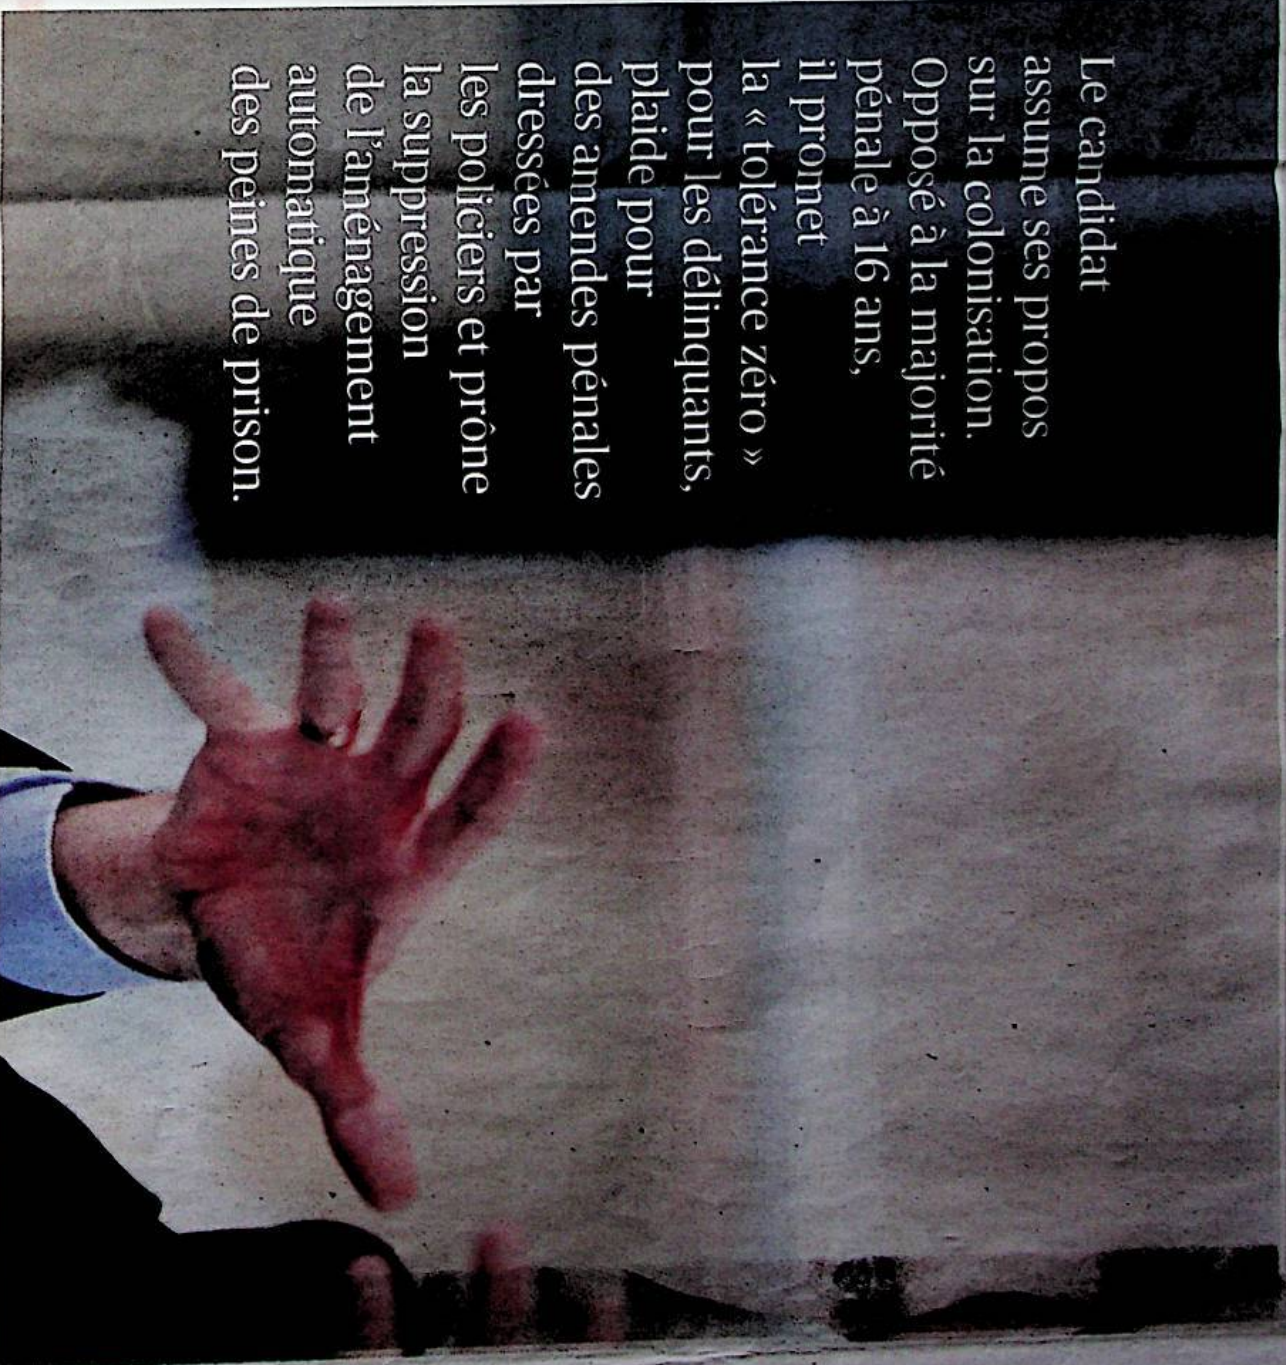 Le candidat
assume ses propos
sur la colonisation.
Opposé à la majorité
pénale à 16 ans,
il promet
la « tolérance zéro »
pour les délinquants,
plaide pour
des amendes pénales
dressées par
les policiers et prône
la suppression
de l'aménagement
automatique
des peines de prison.